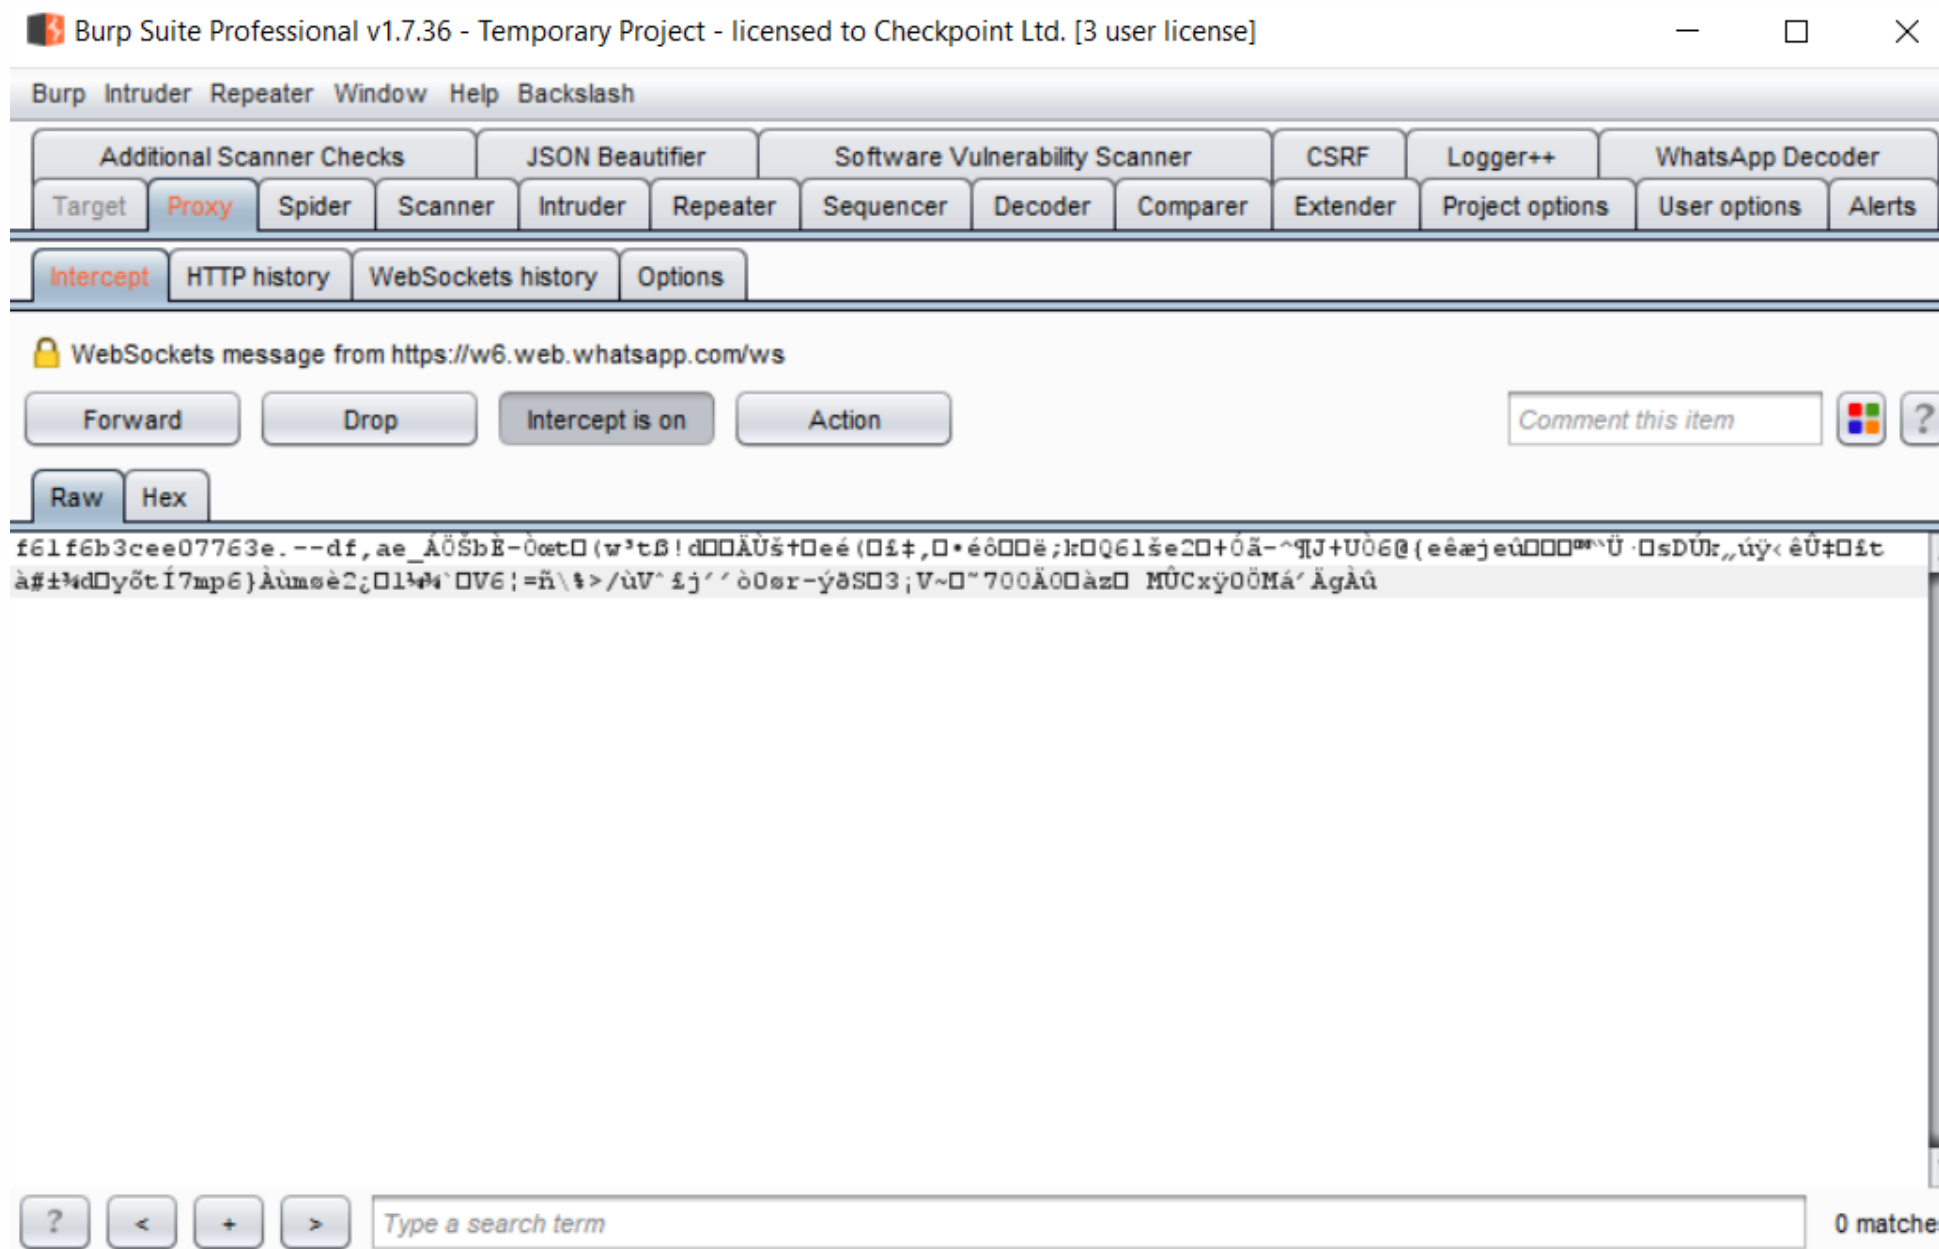 Burp Suite Professional v1.7.36 - Temporary Project - licensed to Checkpoint Ltd. [3 user license]
Burp Intruder Repeater Window Help Backslash
Additional Scanner Checks JSON Beautifier Software Vulnerability Scanner CSRF Logger++ WhatsApp Decoder
Target Proxy Spider Scanner Intruder Repeater Sequencer Decoder Comparer Extender Project options User options Alerts
Intercept HTTP history WebSockets history Options
WebSockets message from https://w6.web.whatsapp.com/ws
Forward Drop Intercept is on Action Comment this item ?
Raw Hex
f61f6b3cee07763e.--df,ae_ÁÖŠbÈ-Òœt
? < + > Type a search term 0 matches